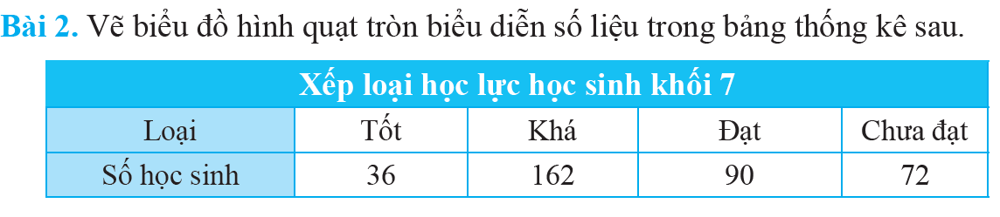 Bài 2. Vẽ biểu đồ hình quạt tròn biểu diễn số liệu trong bảng thống kê sau.
Xếp loại học lực học sinh khối 7
Loại Tốt Khá Đạt Chưa đạt
Số học sinh 36 162 90 72